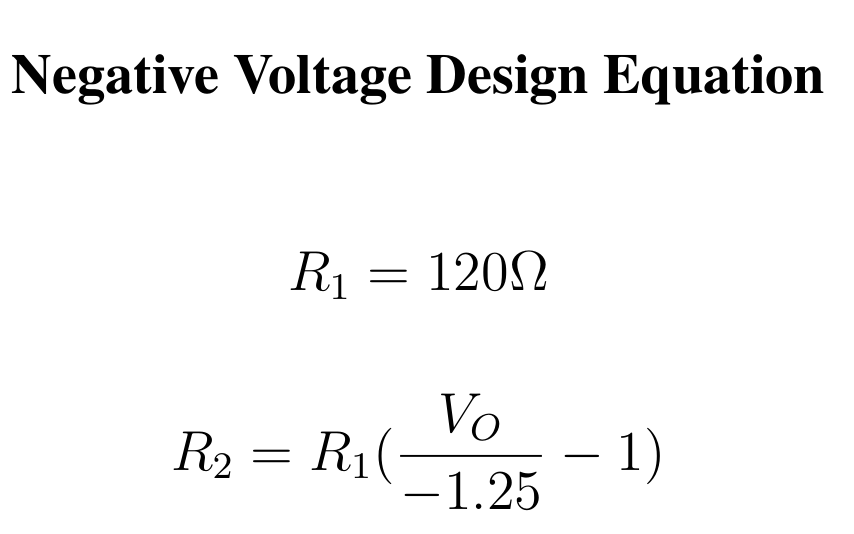 Negative Voltage Design Equation
R₁ = 120Ω
R₂ = R₁(V_O/−1.25 − 1)